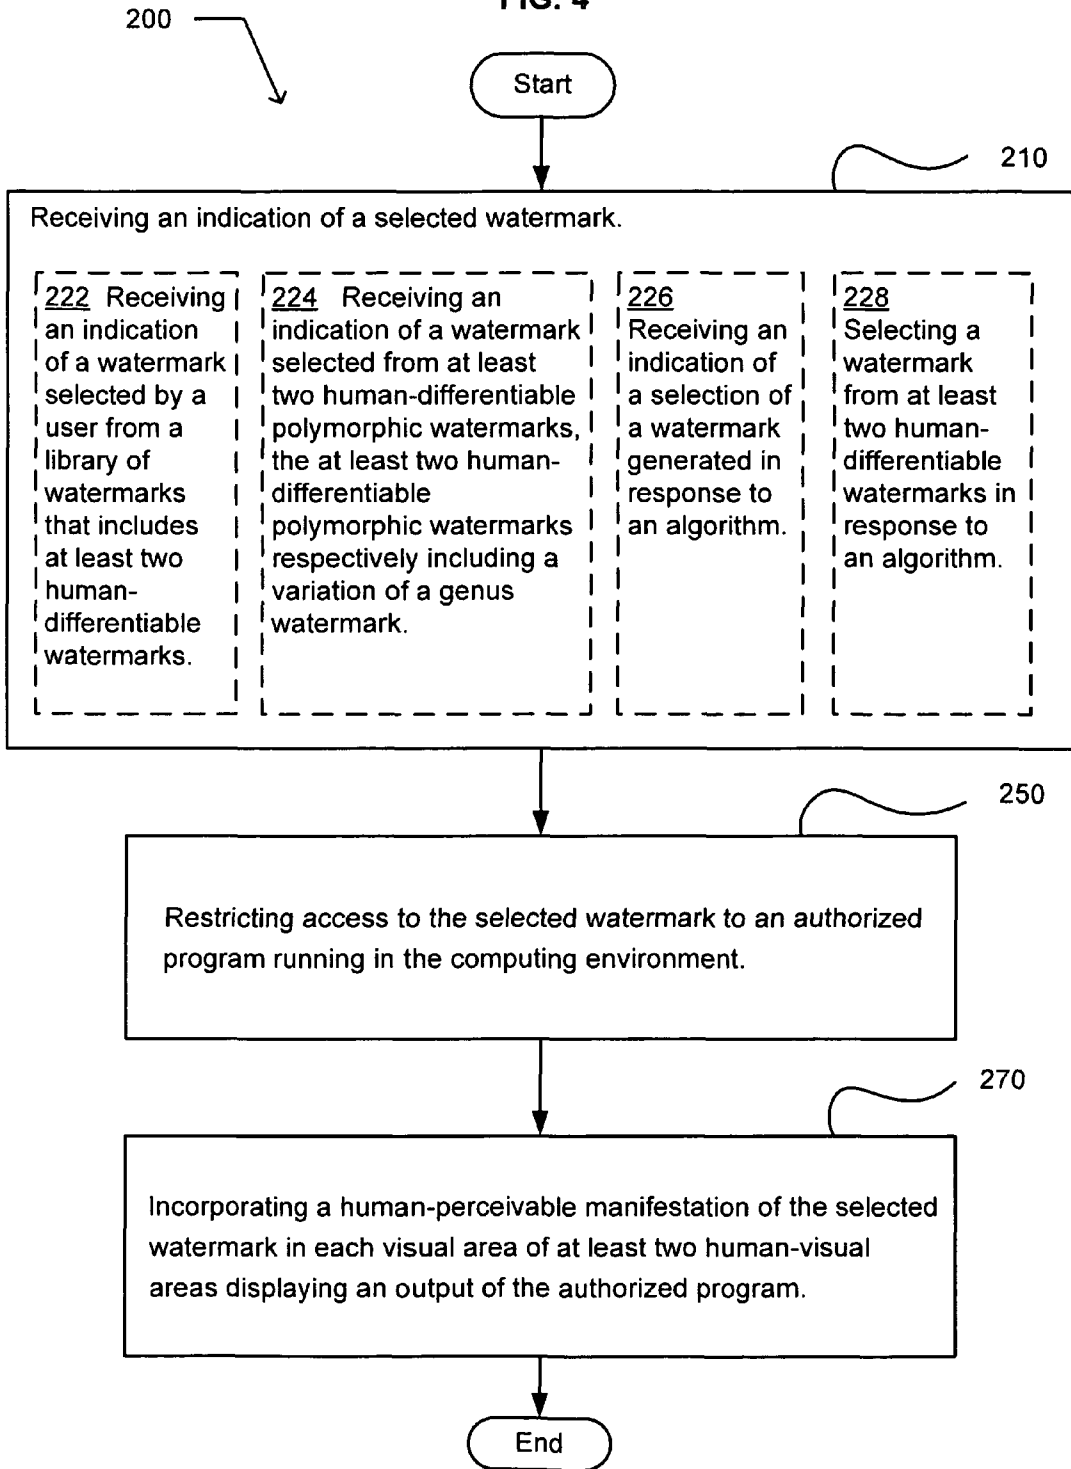 FIG. 4
200
Start
210
Receiving an indication of a selected watermark.
222 Receiving
an indication
of a watermark
selected by a
user from a
library of
watermarks
that includes
at least two
human-
differentiable
watermarks.
224 Receiving an
indication of a watermark
selected from at least
two human-differentiable
polymorphic watermarks,
the at least two human-
differentiable
polymorphic watermarks
respectively including a
variation of a genus
watermark.
226
Receiving an
indication of
a selection of
a watermark
generated in
response to
an algorithm.
228
Selecting a
watermark
from at least
two human-
differentiable
watermarks in
response to
an algorithm.
250
Restricting access to the selected watermark to an authorized
program running in the computing environment.
270
Incorporating a human-perceivable manifestation of the selected
watermark in each visual area of at least two human-visual
areas displaying an output of the authorized program.
End